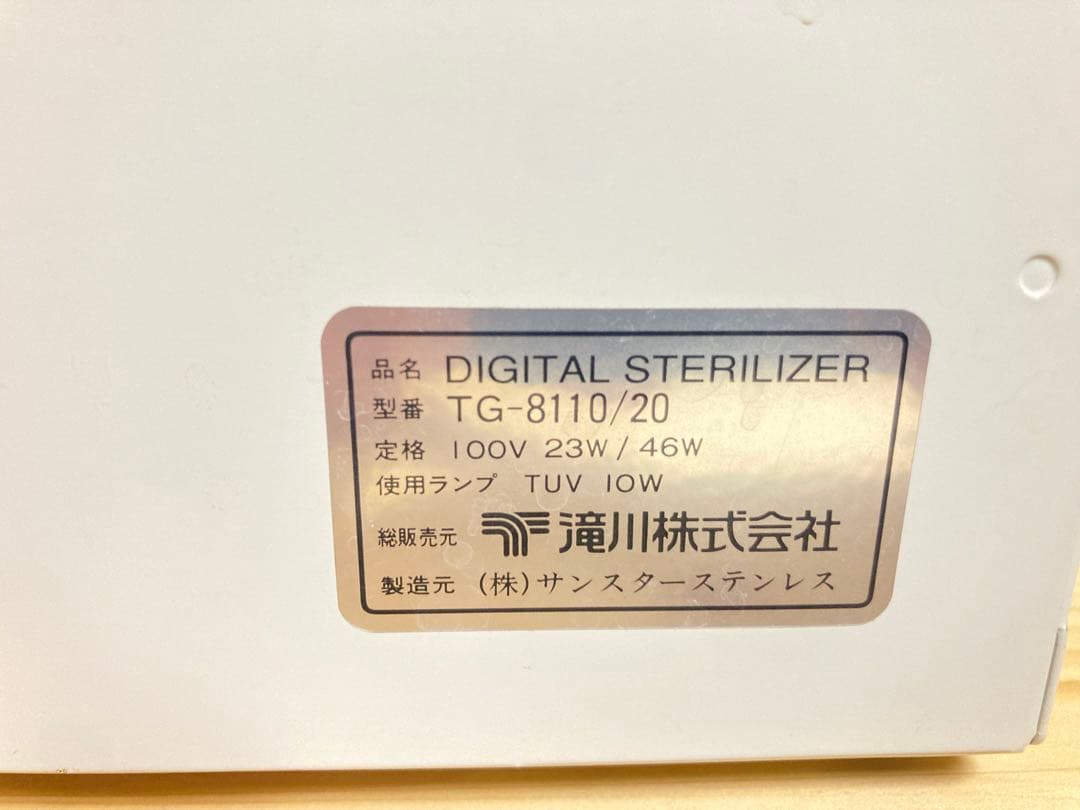 品名 DIGITAL STERILIZER
型番 TG-8110/20
定格 100V 23W / 46W
使用ランプ TUV 10W
総販売元 滝川株式会社
製造元 (株)サンスターステンレス